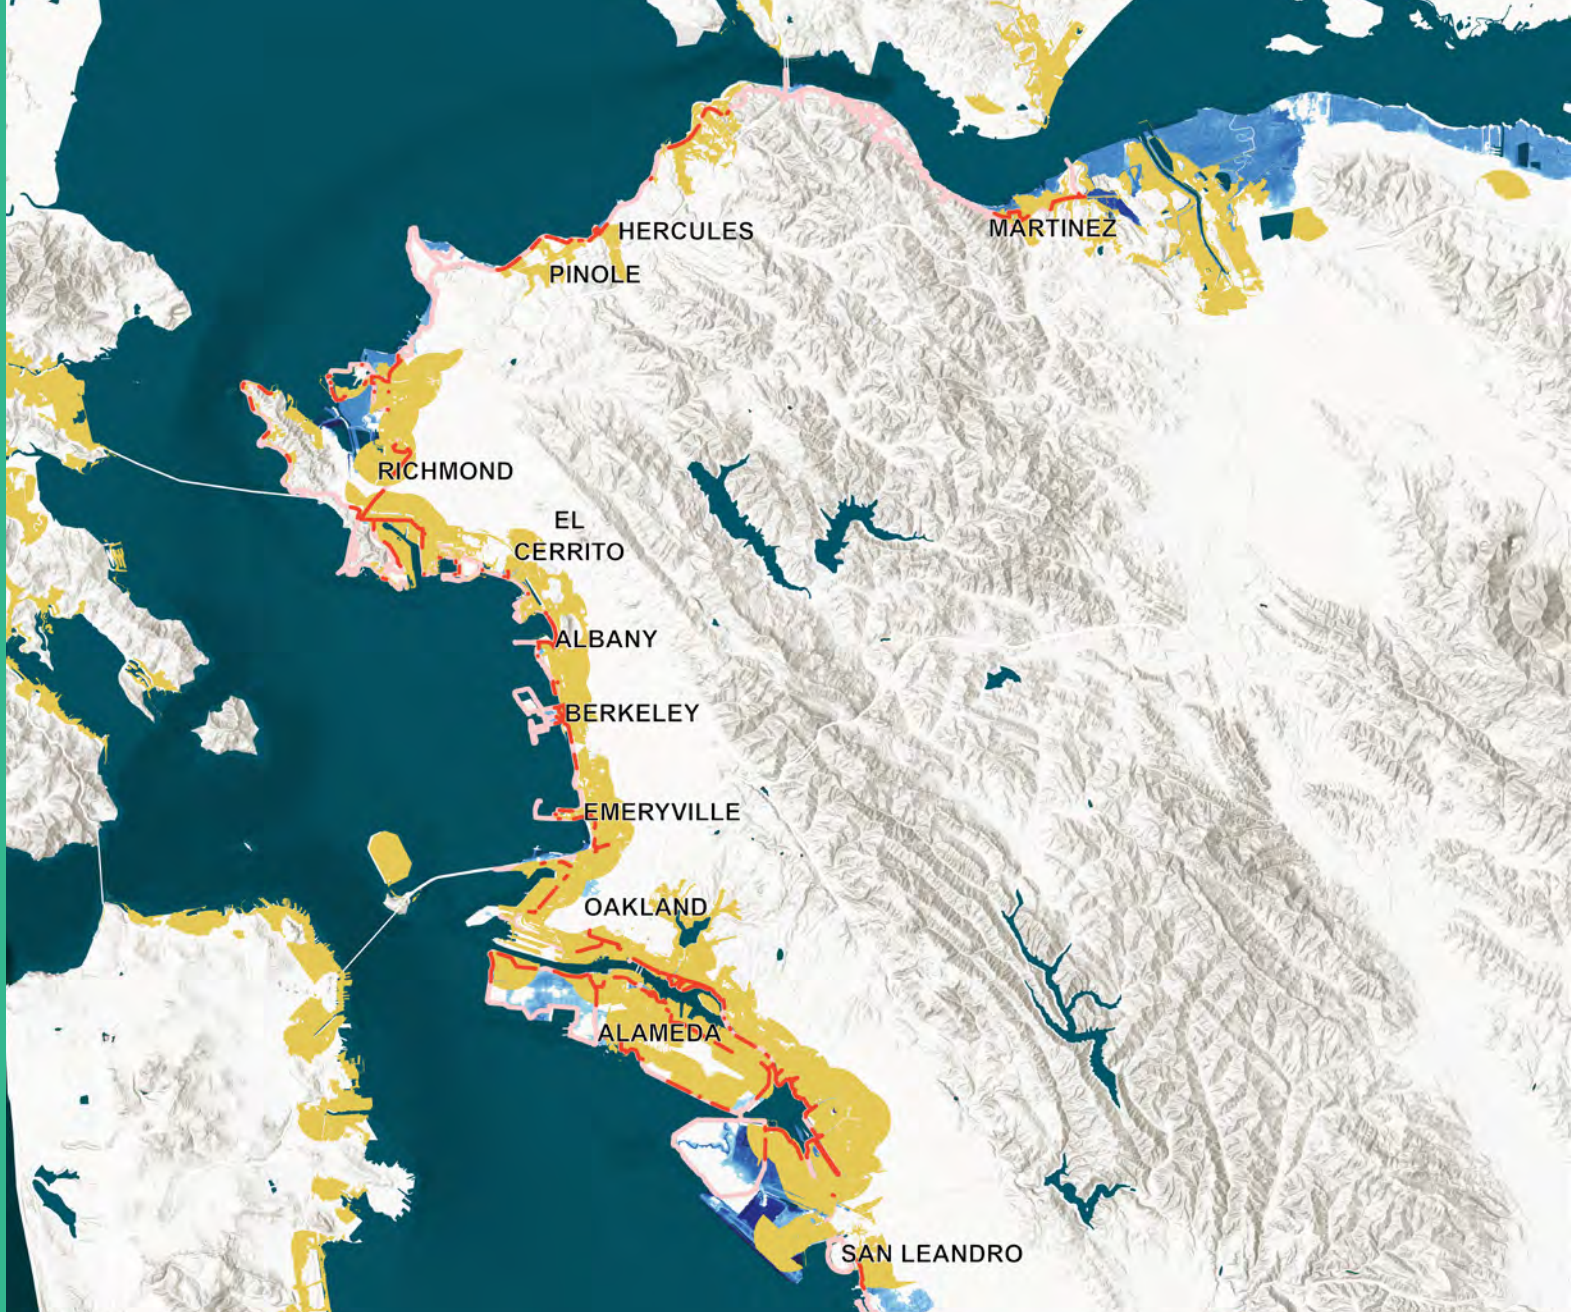 HERCULES
MARTINEZ
PINOLE
RICHMOND
EL
CERRITO
ALBANY
BERKELEY
EMERYVILLE
OAKLAND
ALAMEDA
SAN LEANDRO